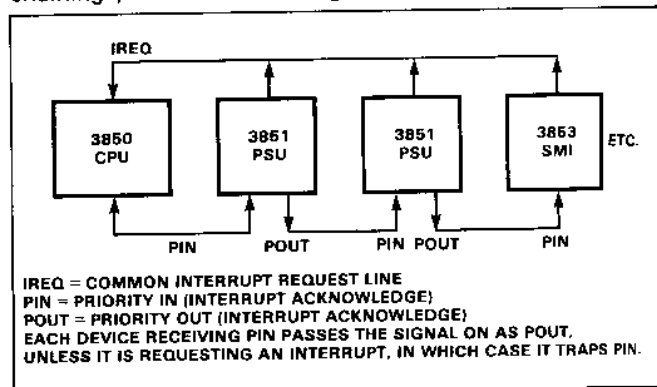 IREQ
3850 CPU
3851 PSU
3851 PSU
3853 SMI
ETC.
PIN POUT PIN POUT PIN
IREQ = COMMON INTERRUPT REQUEST LINE
PIN = PRIORITY IN (INTERRUPT ACKNOWLEDGE)
POUT = PRIORITY OUT (INTERRUPT ACKNOWLEDGE)
EACH DEVICE RECEIVING PIN PASSES THE SIGNAL ON AS POUT,
UNLESS IT IS REQUESTING AN INTERRUPT, IN WHICH CASE IT TRAPS PIN.